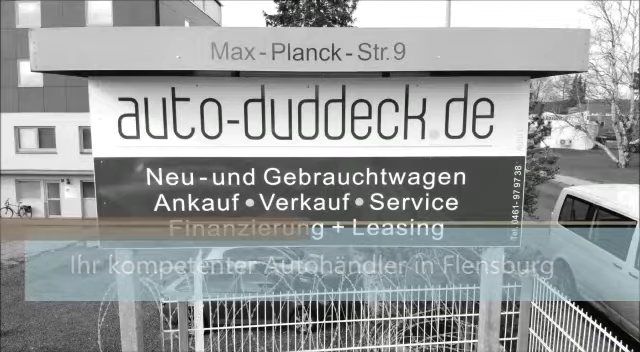 Max-Planck-Str. 9
auto-duddeck.de
Neu-und Gebrauchtwagen
Ankauf • Verkauf • Service
Finanzierung + Leasing
Tel. 0461- 97 97 38
Ihr kompetenter Autohändler in Flensburg